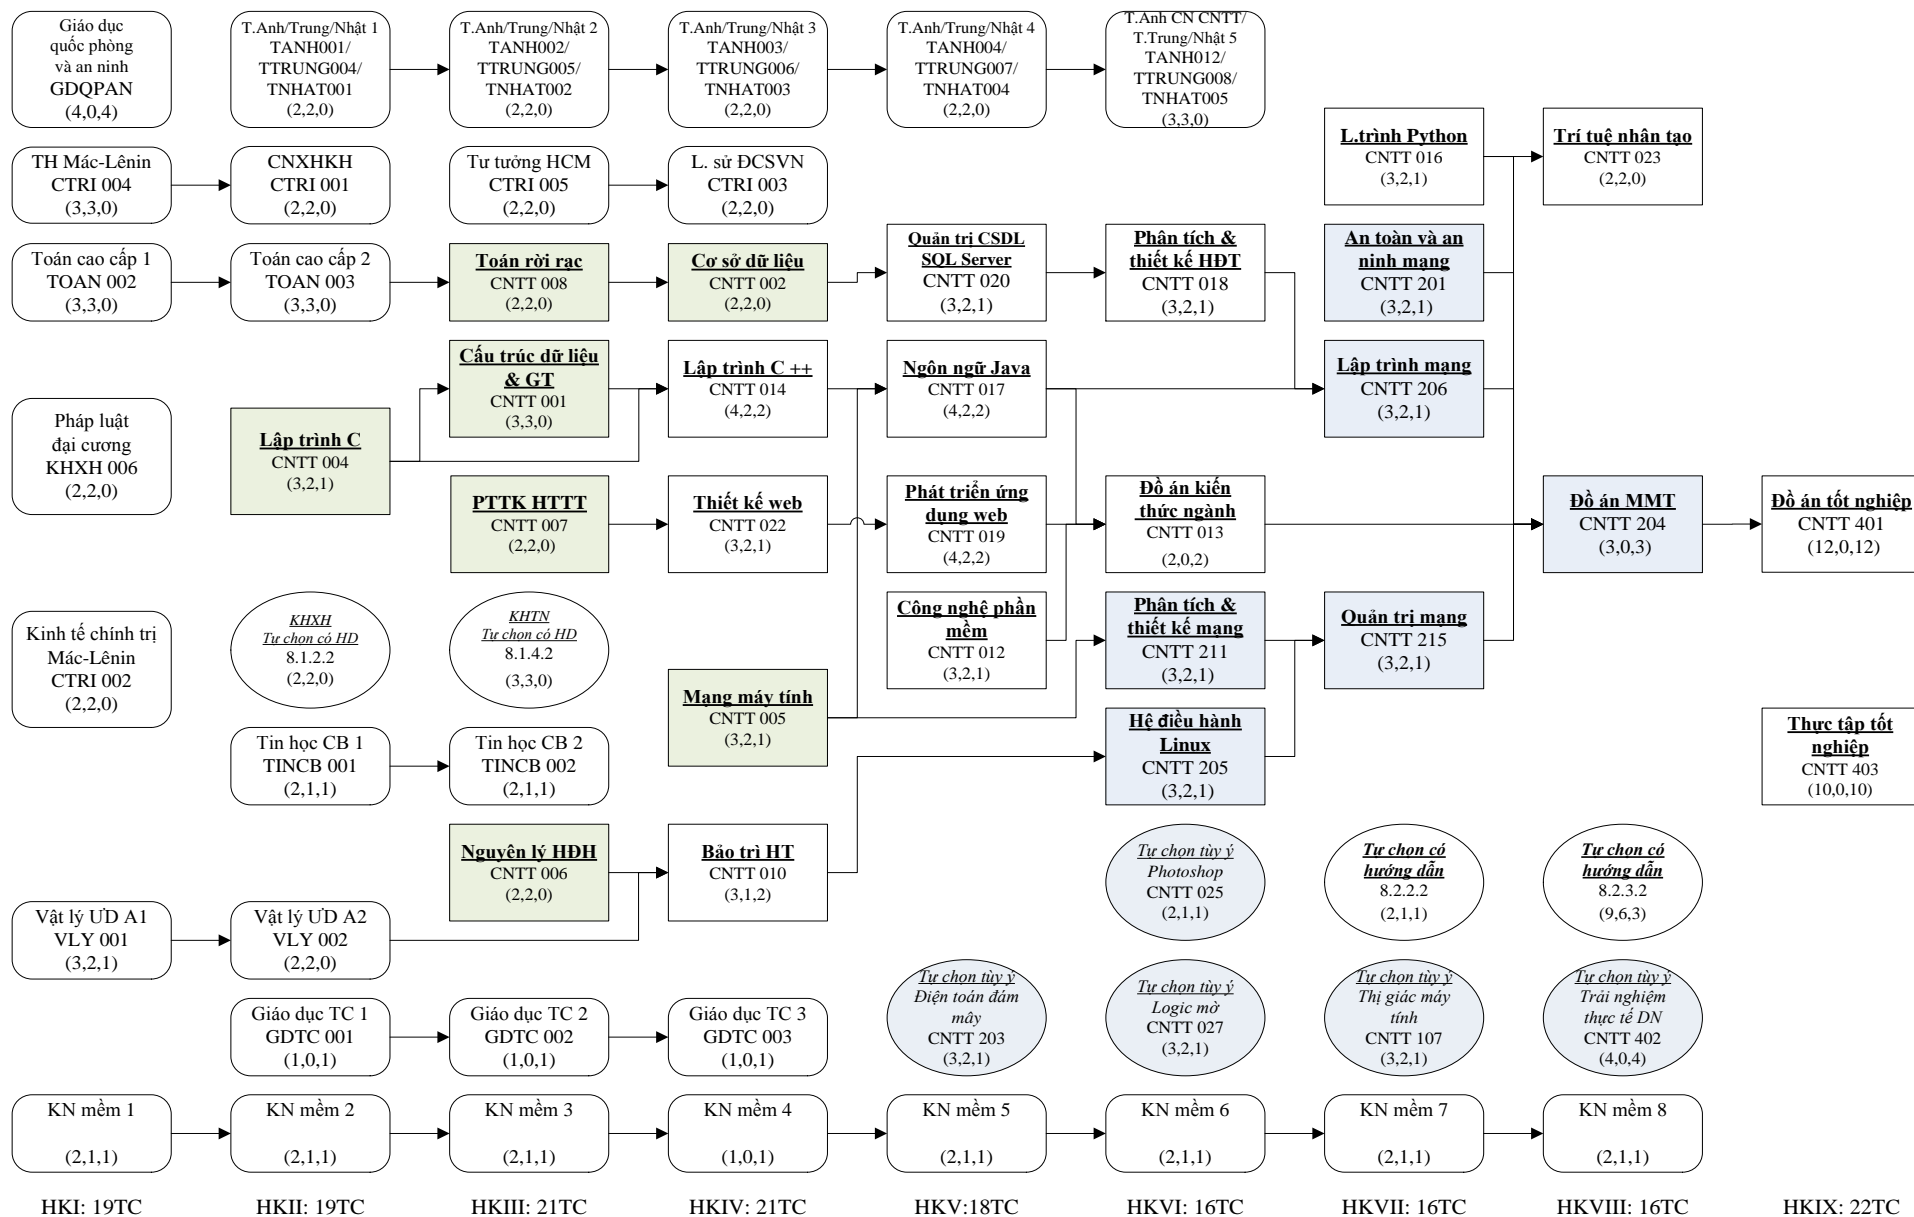 Giáo dục
quốc phòng
và an ninh
GDQPAN
(4,0,4)
T.Anh/Trung/Nhật 1
TANH001/
TTRUNG004/
TNHAT001
(2,2,0)
T.Anh/Trung/Nhật 2
TANH002/
TTRUNG005/
TNHAT002
(2,2,0)
T.Anh/Trung/Nhật 3
TANH003/
TTRUNG006/
TNHAT003
(2,2,0)
T.Anh/Trung/Nhật 4
TANH004/
TTRUNG007/
TNHAT004
(2,2,0)
T.Anh CN CNTT/
T.Trung/Nhật 5
TANH012/
TTRUNG008/
TNHAT005
(3,3,0)
TH Mác-Lênin
CTRI 004
(3,3,0)
CNXHKH
CTRI 001
(2,2,0)
Tư tưởng HCM
CTRI 005
(2,2,0)
L. sử ĐCSVN
CTRI 003
(2,2,0)
L.trình Python
CNTT 016
(3,2,1)
Trí tuệ nhân tạo
CNTT 023
(2,2,0)
Toán cao cấp 1
TOAN 002
(3,3,0)
Toán cao cấp 2
TOAN 003
(3,3,0)
Toán rời rạc
CNTT 008
(2,2,0)
Cơ sở dữ liệu
CNTT 002
(2,2,0)
Quản trị CSDL
SQL Server
CNTT 020
(3,2,1)
Phân tích &
thiết kế HĐT
CNTT 018
(3,2,1)
An toàn và an
ninh mạng
CNTT 201
(3,2,1)
Pháp luật
đại cương
KHXH 006
(2,2,0)
Lập trình C
CNTT 004
(3,2,1)
Cấu trúc dữ liệu
& GT
CNTT 001
(3,3,0)
Lập trình C ++
CNTT 014
(4,2,2)
Ngôn ngữ Java
CNTT 017
(4,2,2)
Lập trình mạng
CNTT 206
(3,2,1)
PTTK HTTT
CNTT 007
(2,2,0)
Thiết kế web
CNTT 022
(3,2,1)
Phát triển ứng
dụng web
CNTT 019
(4,2,2)
Đồ án kiến
thức ngành
CNTT 013
(2,0,2)
Đồ án MMT
CNTT 204
(3,0,3)
Đồ án tốt nghiệp
CNTT 401
(12,0,12)
Kinh tế chính trị
Mác-Lênin
CTRI 002
(2,2,0)
KHXH
Tự chọn có HD
8.1.2.2
(2,2,0)
KHTN
Tự chọn có HD
8.1.4.2
(3,3,0)
Công nghệ phần
mềm
CNTT 012
(3,2,1)
Phân tích &
thiết kế mạng
CNTT 211
(3,2,1)
Quản trị mạng
CNTT 215
(3,2,1)
Mạng máy tính
CNTT 005
(3,2,1)
Tin học CB 1
TINCB 001
(2,1,1)
Tin học CB 2
TINCB 002
(2,1,1)
Hệ điều hành
Linux
CNTT 205
(3,2,1)
Thực tập tốt
nghiệp
CNTT 403
(10,0,10)
Nguyên lý HĐH
CNTT 006
(2,2,0)
Bảo trì HT
CNTT 010
(3,1,2)
Tự chọn tùy ý
Photoshop
CNTT 025
(2,1,1)
Tự chọn có
hướng dẫn
8.2.2.2
(2,1,1)
Tự chọn có
hướng dẫn
8.2.3.2
(9,6,3)
Vật lý ƯD A1
VLY 001
(3,2,1)
Vật lý ƯD A2
VLY 002
(2,2,0)
Giáo dục TC 1
GDTC 001
(1,0,1)
Giáo dục TC 2
GDTC 002
(1,0,1)
Giáo dục TC 3
GDTC 003
(1,0,1)
Tự chọn tùy ý
Điện toán đám
mây
CNTT 203
(3,2,1)
Tự chọn tùy ý
Logic mờ
CNTT 027
(3,2,1)
Tự chọn tùy ý
Thị giác máy
tính
CNTT 107
(3,2,1)
Tự chọn tùy ý
Trải nghiệm
thực tế DN
CNTT 402
(4,0,4)
KN mềm 1
(2,1,1)
KN mềm 2
(2,1,1)
KN mềm 3
(2,1,1)
KN mềm 4
(1,0,1)
KN mềm 5
(2,1,1)
KN mềm 6
(2,1,1)
KN mềm 7
(2,1,1)
KN mềm 8
(2,1,1)
HKI: 19TC
HKII: 19TC
HKIII: 21TC
HKIV: 21TC
HKV:18TC
HKVI: 16TC
HKVII: 16TC
HKVIII: 16TC
HKIX: 22TC